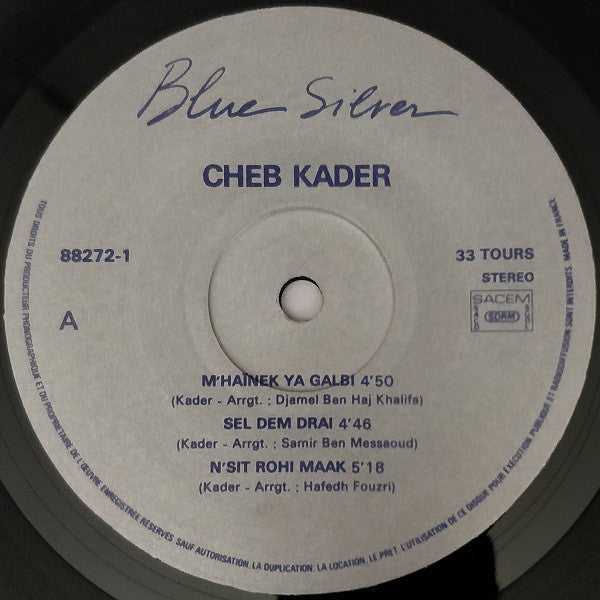 Blue Silver
CHEB KADER
88272-1
33 TOURS
STEREO
SACEM
SDRM
A
M'HAÏNEK YA GALBI 4'50
(Kader - Arrgt. : Djamel Ben Haj Khalifa)
SEL DEM DRAI 4'46
(Kader - Arrgt. : Samir Ben Messaoud)
N'SIT ROHI MAAK 5'18
(Kader - Arrgt. : Hafedh Fouzri)
TOUS DROITS DU PRODUCTEUR PHONOGRAPHIQUE ET DU PROPRIETAIRE DE L'ŒUVRE ENREGISTREE RESERVES. SAUF AUTORISATION, LA DUPLICATION, LA LOCATION, LE PRET, L'UTILISATION DE CE DISQUE POUR EXÉCUTION PUBLIQUE ET RADIODIFFUSION SONT INTERDITS. MADE IN FRANCE